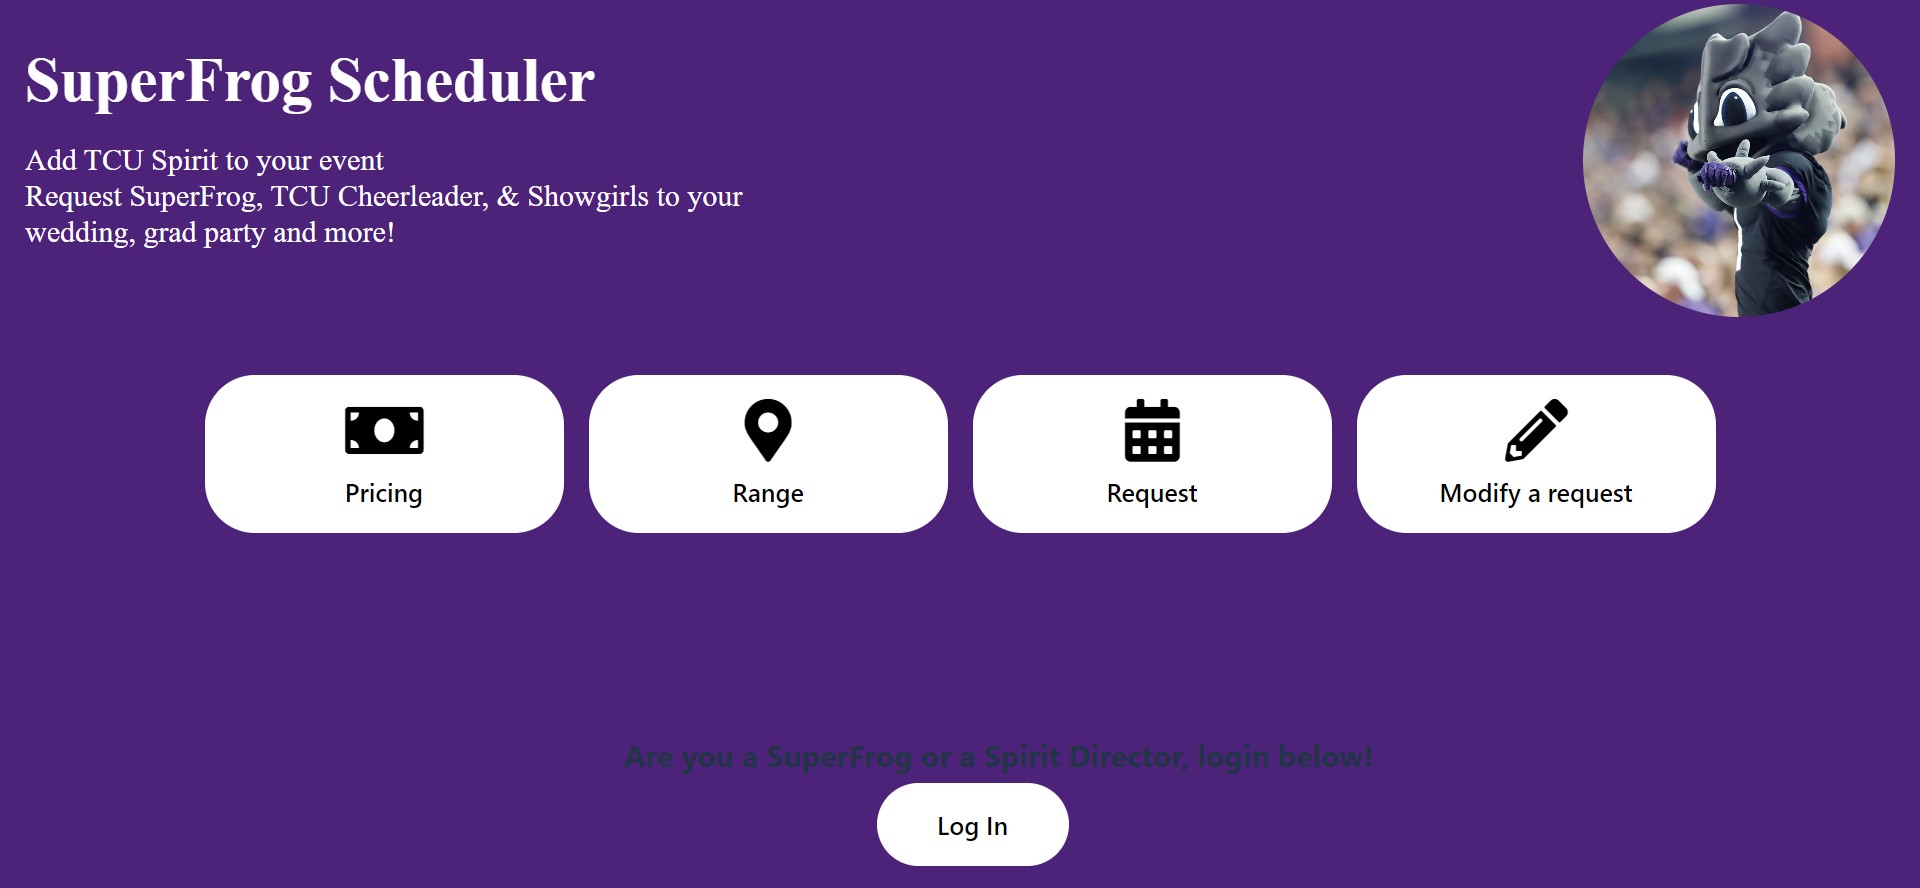 SuperFrog Scheduler
Add TCU Spirit to your event
Request SuperFrog, TCU Cheerleader, & Showgirls to your
wedding, grad party and more!
Pricing
Range
Request
Modify a request
Are you a SuperFrog or a Spirit Director, login below!
Log In